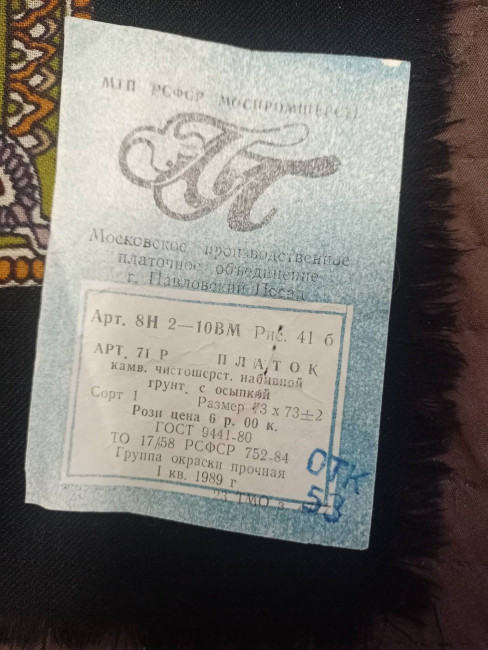 МТП РСФСР МОСПРОМШЕРСТЬ
ПП
Московское производственное
платочное объединение
г. Павловский Посад
Арт. 8Н 2—10ВМ Рис. 41 б
АРТ. 71 Р ПЛАТОК
камв. чистошерст. набивной
грунт. с осыпкой
Сорт 1 Размер 73 х 73±2
Розн цена 6 р. 00 к.
ГОСТ 9441-80
ТО 17/58 РСФСР 752-84
Группа окраски прочная
1 кв. 1989 г.
ТМО
ОТК
53